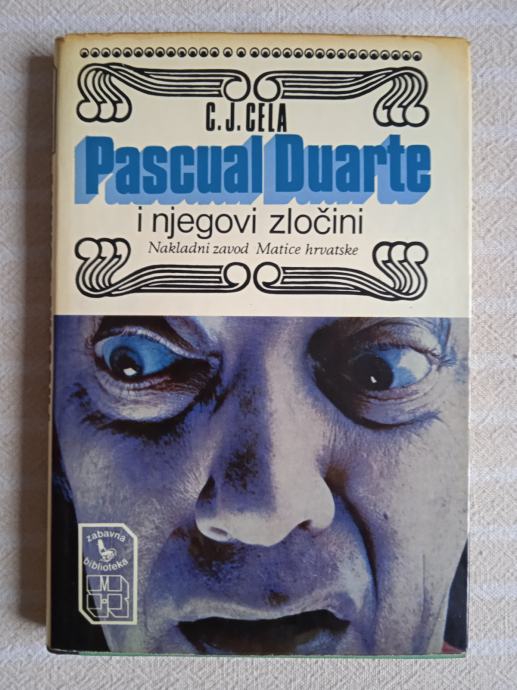 C.J.CELA
Pascual Duarte
i njegovi zločini
Nakladni zavod Matice hrvatske
zabavna
biblioteka
M